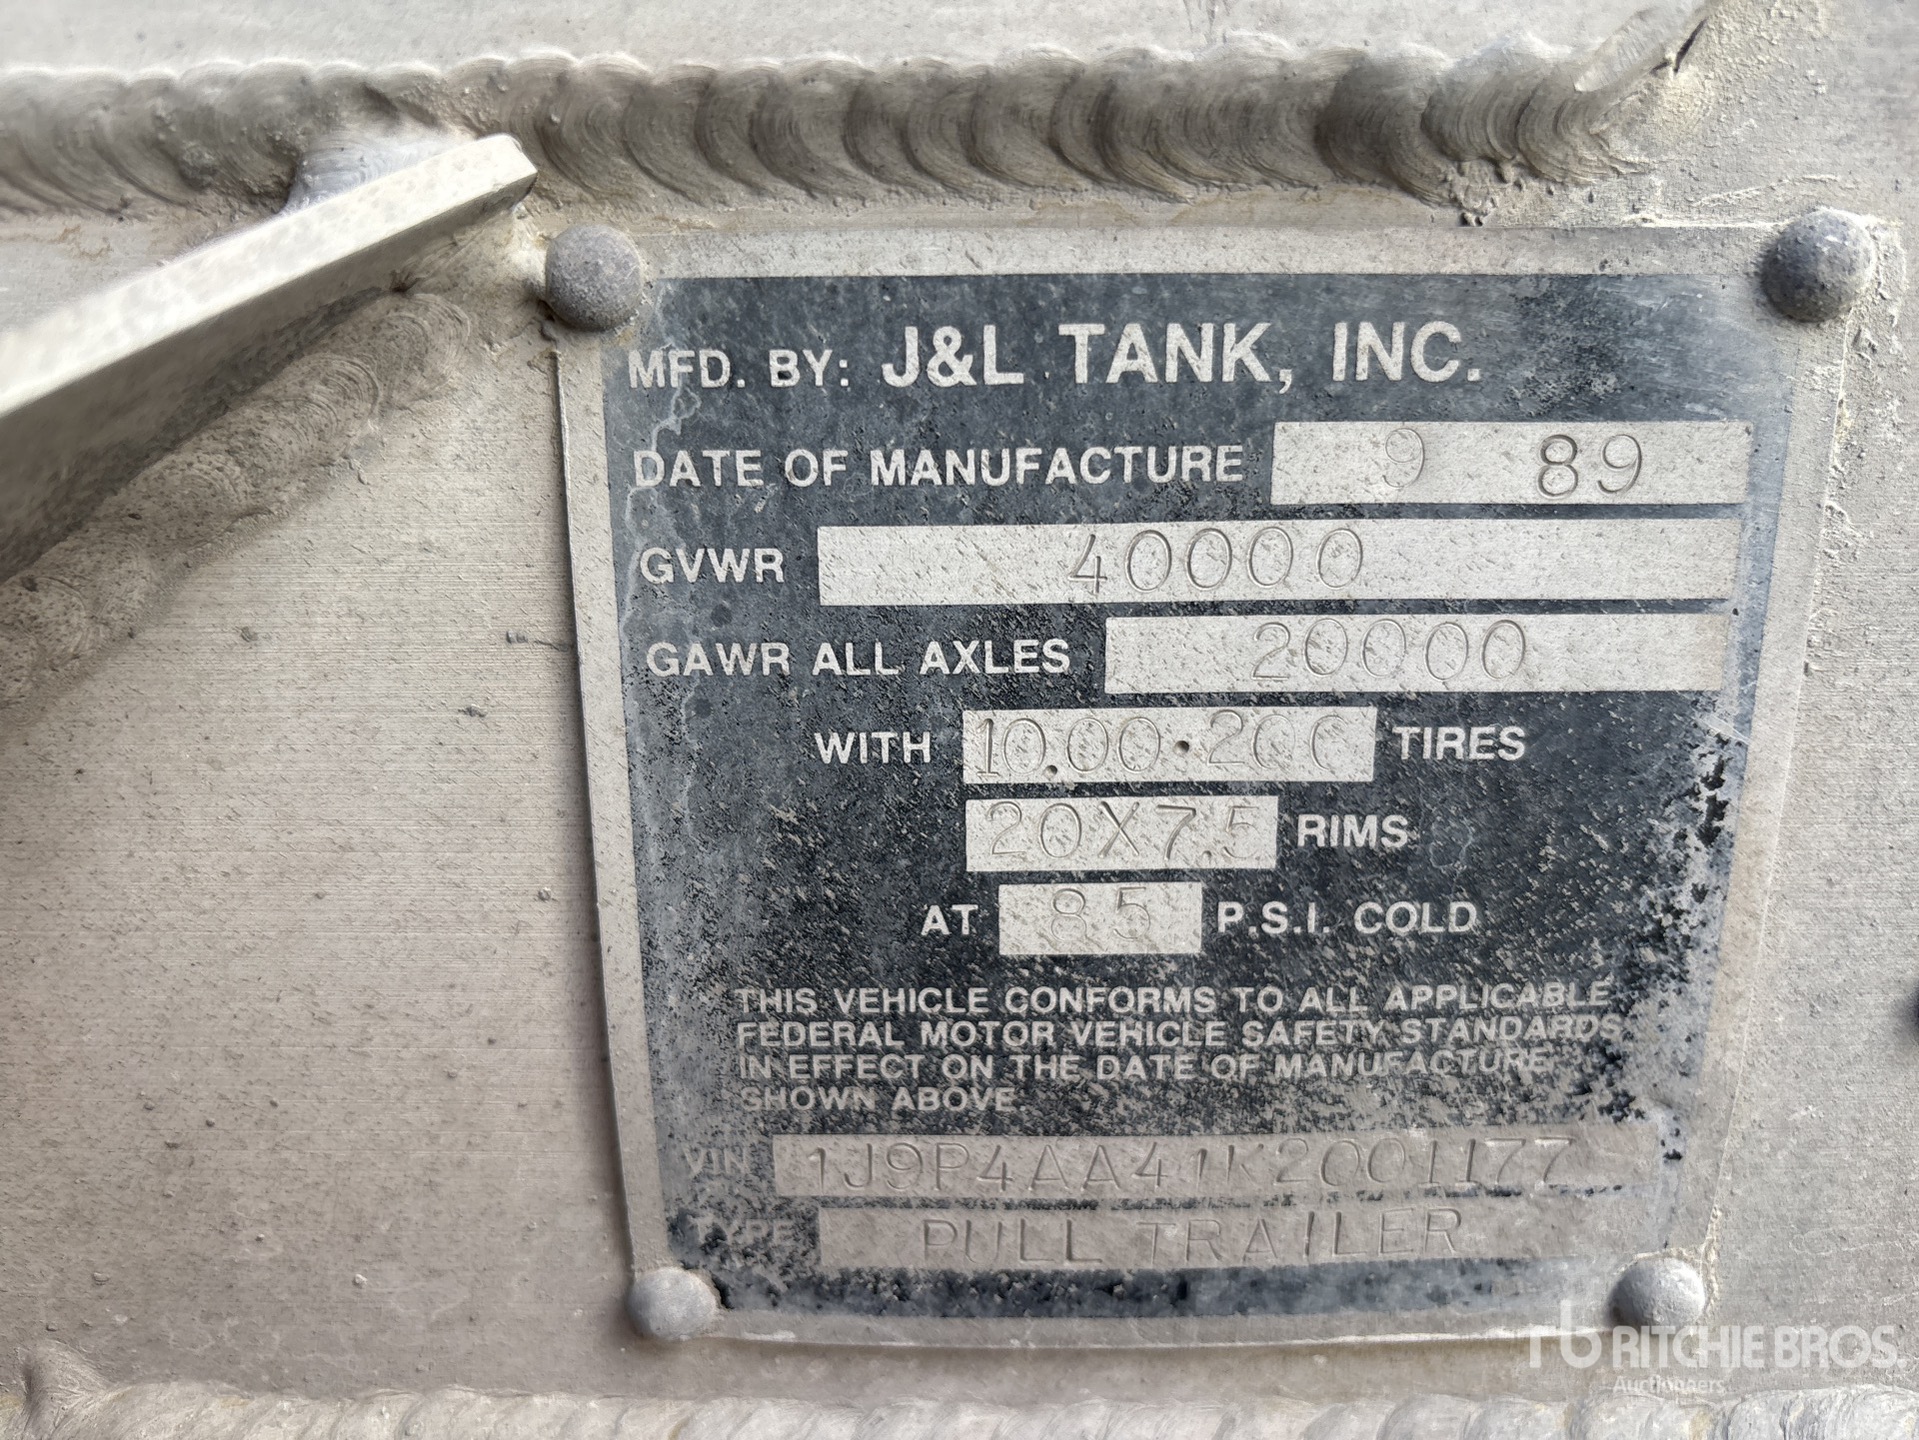 MFD. BY: J&L TANK, INC.
DATE OF MANUFACTURE 9 89
GVWR 40000
GAWR ALL AXLES 20000
WITH 10.00·20G TIRES
20X7.5 RIMS
AT 85 P.S.I. COLD
THIS VEHICLE CONFORMS TO ALL APPLICABLE
FEDERAL MOTOR VEHICLE SAFETY STANDARDS
IN EFFECT ON THE DATE OF MANUFACTURE
SHOWN ABOVE.
VIN 1J9P4AA41K2001177
TYPE PULL TRAILER
rb RITCHIE BROS.
Auctioneers